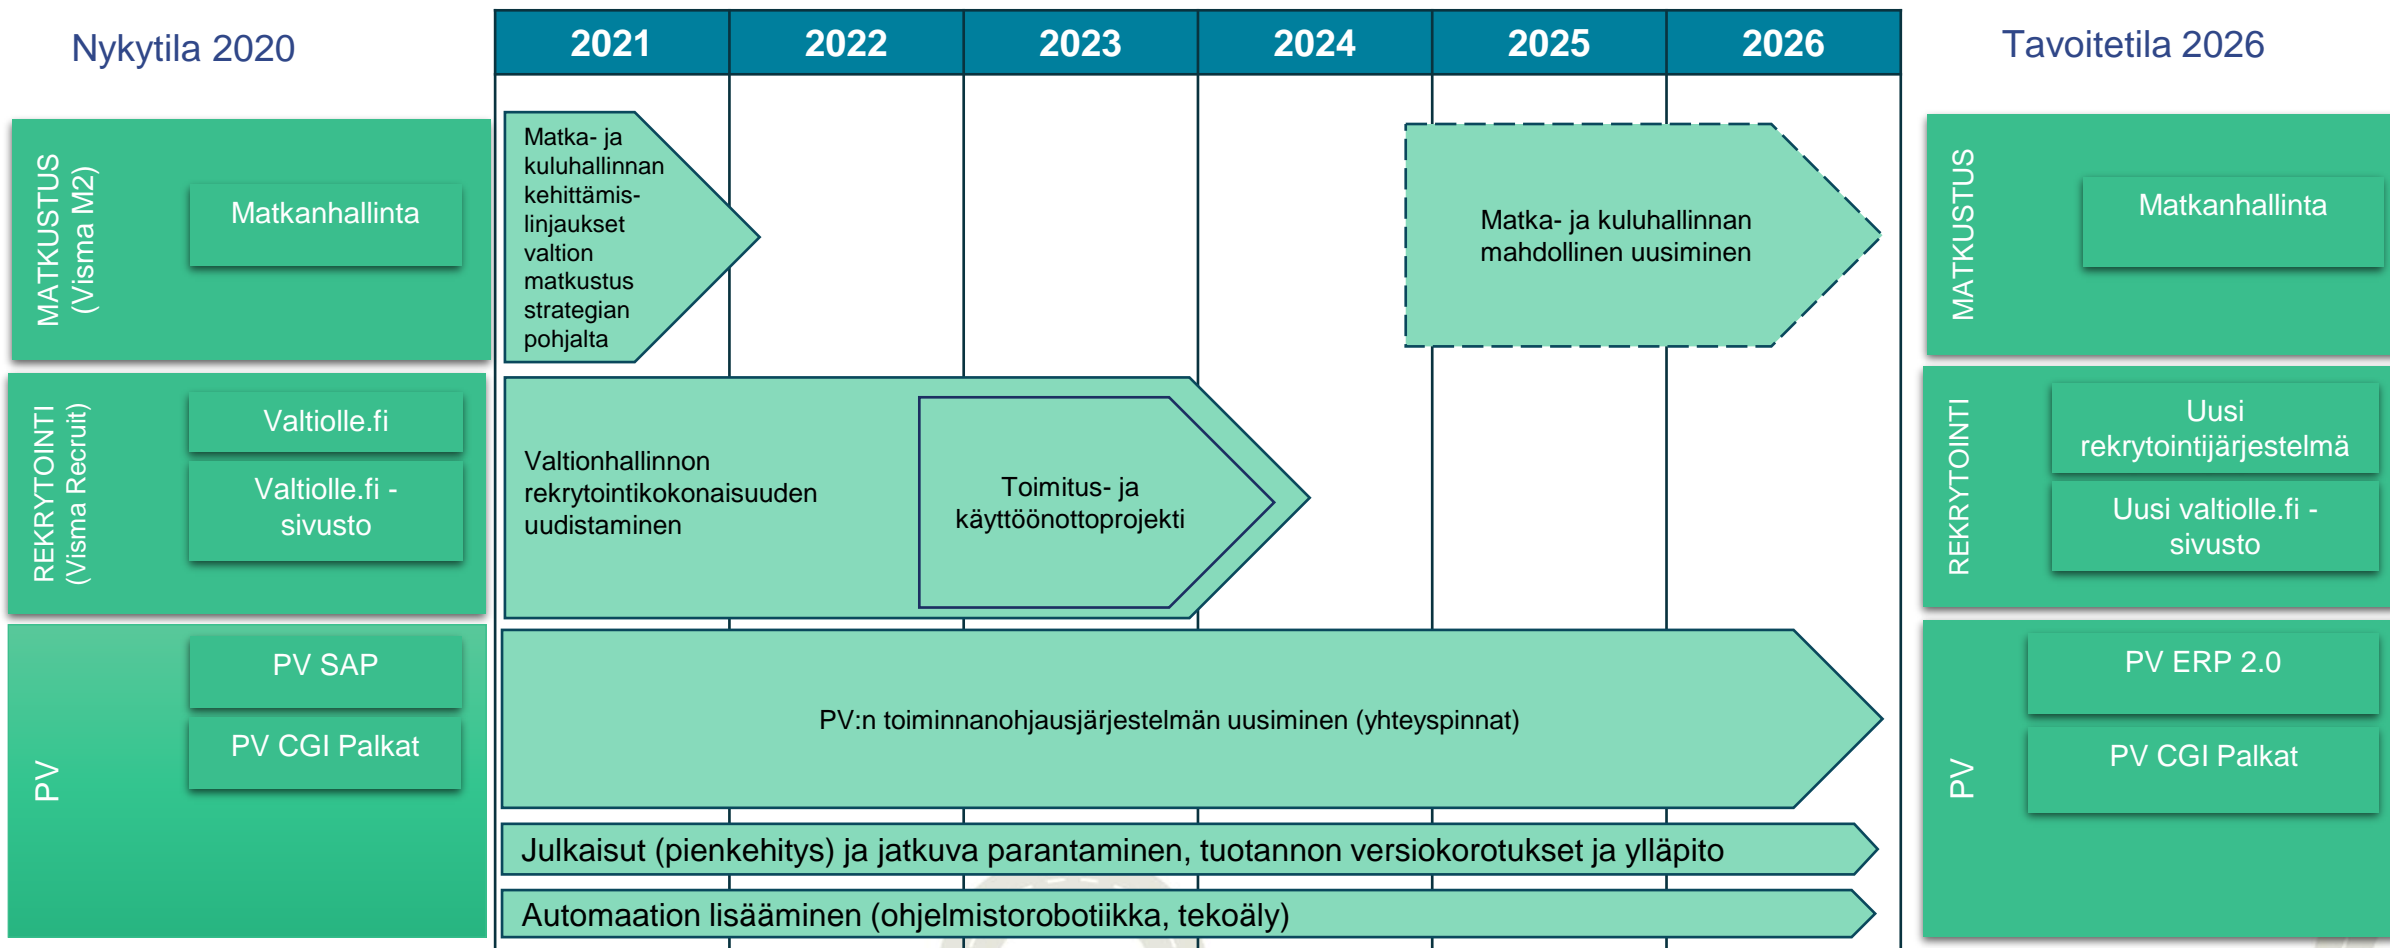 Nykytila 2020
2021
2022
2023
2024
2025
2026
Tavoitetila 2026
MATKUSTUS
(Visma M2)
Matkanhallinta
Matka- ja
kuluhallinnan
kehittämis-
linjaukset
valtion
matkustus
strategian
pohjalta
Matka- ja kuluhallinnan
mahdollinen uusiminen
MATKUSTUS
Matkanhallinta
REKRYTOINTI
(Visma Recruit)
Valtiolle.fi
Valtiolle.fi -
sivusto
Valtionhallinnon
rekrytointikokonaisuuden
uudistaminen
Toimitus- ja
käyttöönottoprojekti
REKRYTOINTI
Uusi
rekrytointijärjestelmä
Uusi valtiolle.fi -
sivusto
PV
PV SAP
PV CGI Palkat
PV:n toiminnanohjausjärjestelmän uusiminen (yhteyspinnat)
PV
PV ERP 2.0
PV CGI Palkat
Julkaisut (pienkehitys) ja jatkuva parantaminen, tuotannon versiokorotukset ja ylläpito
Automaation lisääminen (ohjelmistorobotiikka, tekoäly)